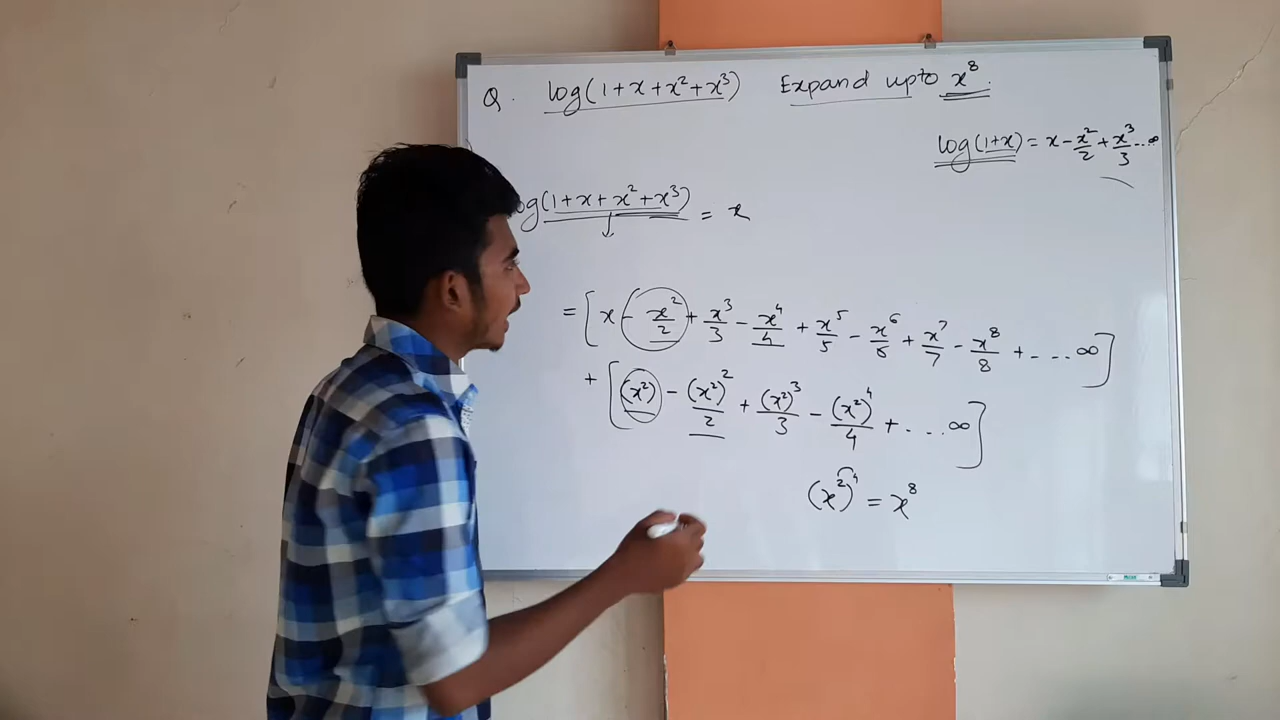 Q. log(1+x+x²+x³) Expand upto x⁸.
log(1+x) = x - x²/2 + x³/3 ...∞
og(1+x+x²+x³) = x
= [x - x²/2 + x³/3 - x⁴/4 + x⁵/5 - x⁶/6 + x⁷/7 - x⁸/8 + ....∞]
+ [(x²) - (x²)²/2 + (x²)³/3 - (x²)⁴/4 + ....∞]
(x²)⁴ = x⁸